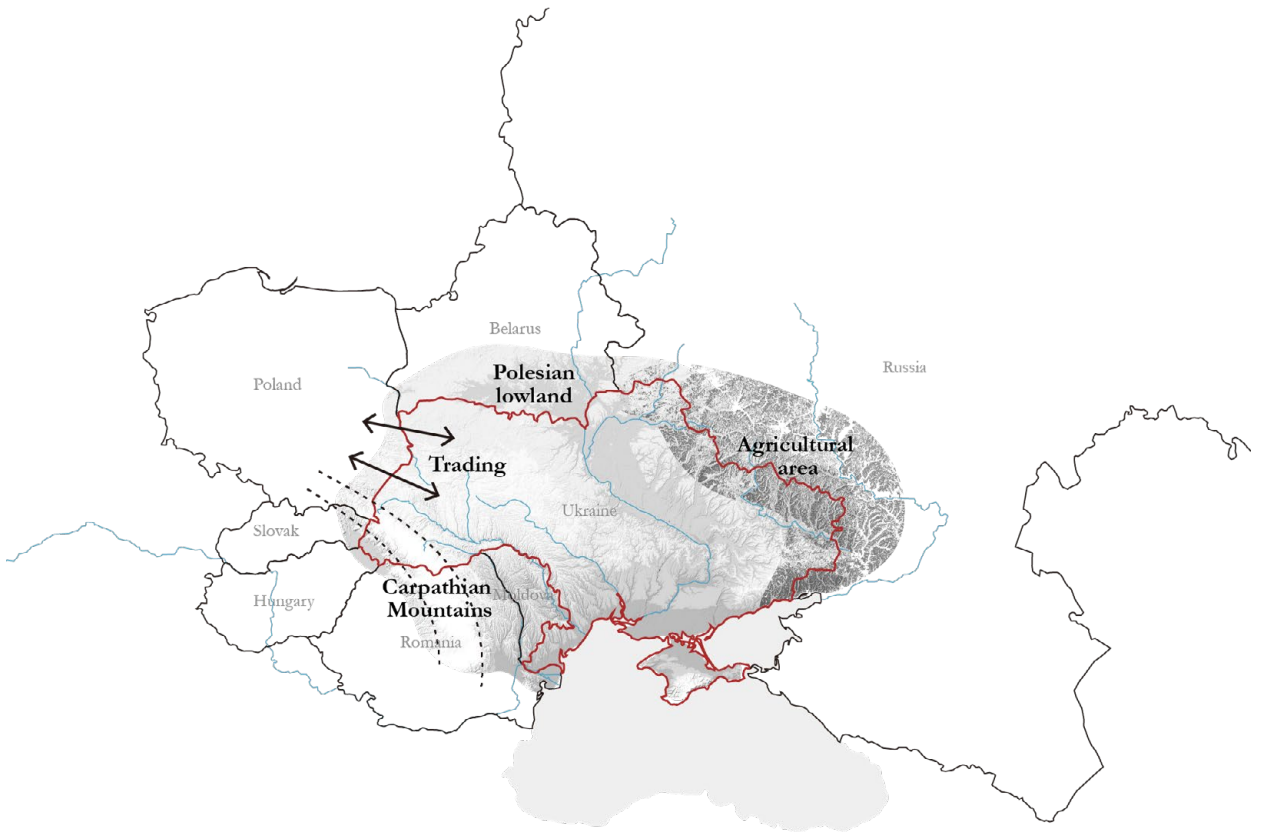 Belarus
Polesian
lowland
Russia
Poland
Agricultural
area
Trading
Ukraine
Slovak
Carpathian
Mountains
Moldova
Hungary
Romania